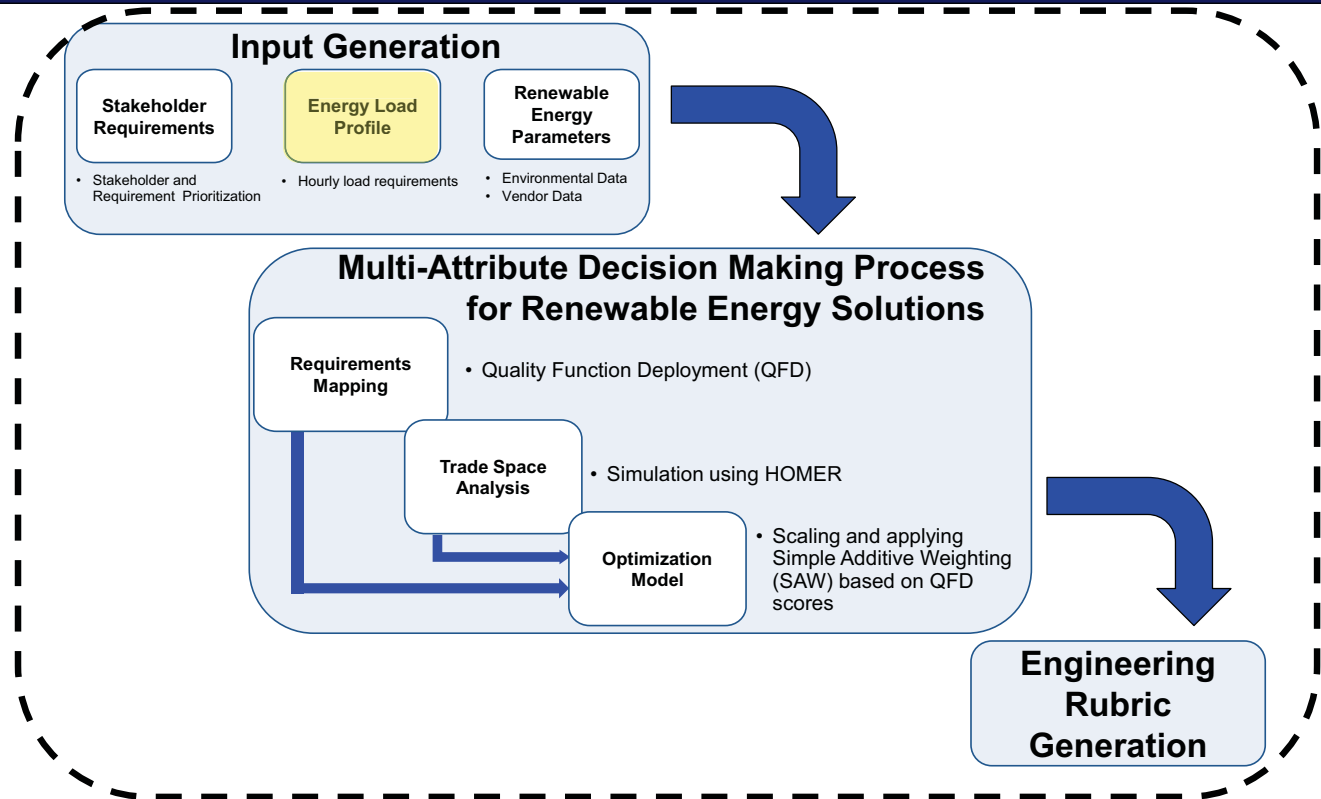 Input Generation
Stakeholder
Requirements
• Stakeholder and
Requirement Prioritization
Energy Load
Profile
• Hourly load requirements
Renewable
Energy
Parameters
• Environmental Data
• Vendor Data
Multi-Attribute Decision Making Process
for Renewable Energy Solutions
Requirements
Mapping
• Quality Function Deployment (QFD)
Trade Space
Analysis
• Simulation using HOMER
Optimization
Model
• Scaling and applying
Simple Additive Weighting
(SAW) based on QFD
scores
Engineering
Rubric
Generation